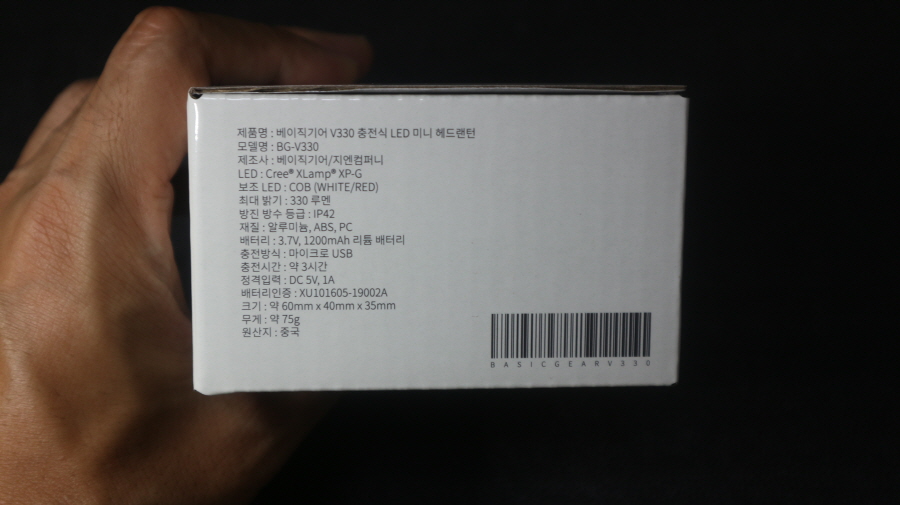 제품명 : 베이직기어 V330 충전식 LED 미니 헤드랜턴
모델명 : BG-V330
제조사 : 베이직기어/지엔컴퍼니
LED : Cree® XLamp® XP-G
보조 LED : COB (WHITE/RED)
최대 밝기 : 330 루멘
방진 방수 등급 : IP42
재질 : 알루미늄, ABS, PC
배터리 : 3.7V, 1200mAh 리튬 배터리
충전방식 : 마이크로 USB
충전시간 : 약 3시간
정격입력 : DC 5V, 1A
배터리인증 : XU101605-19002A
크기 : 약 60mm x 40mm x 35mm
무게 : 약 75g
원산지 : 중국
BASICGEARV330